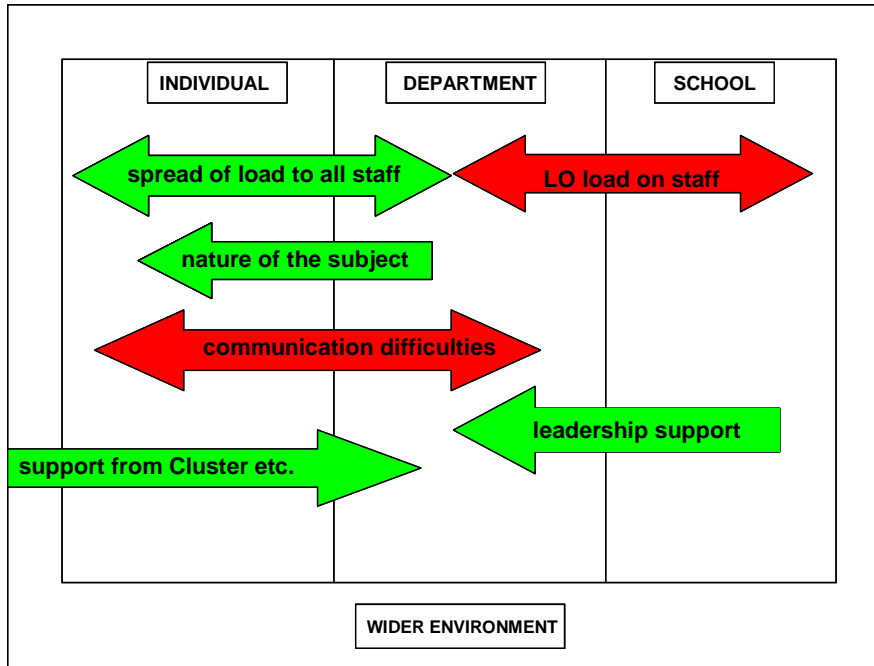 INDIVIDUAL
DEPARTMENT
SCHOOL
spread of load to all staff
LO load on staff
nature of the subject
communication difficulties
leadership support
support from Cluster etc.
WIDER ENVIRONMENT